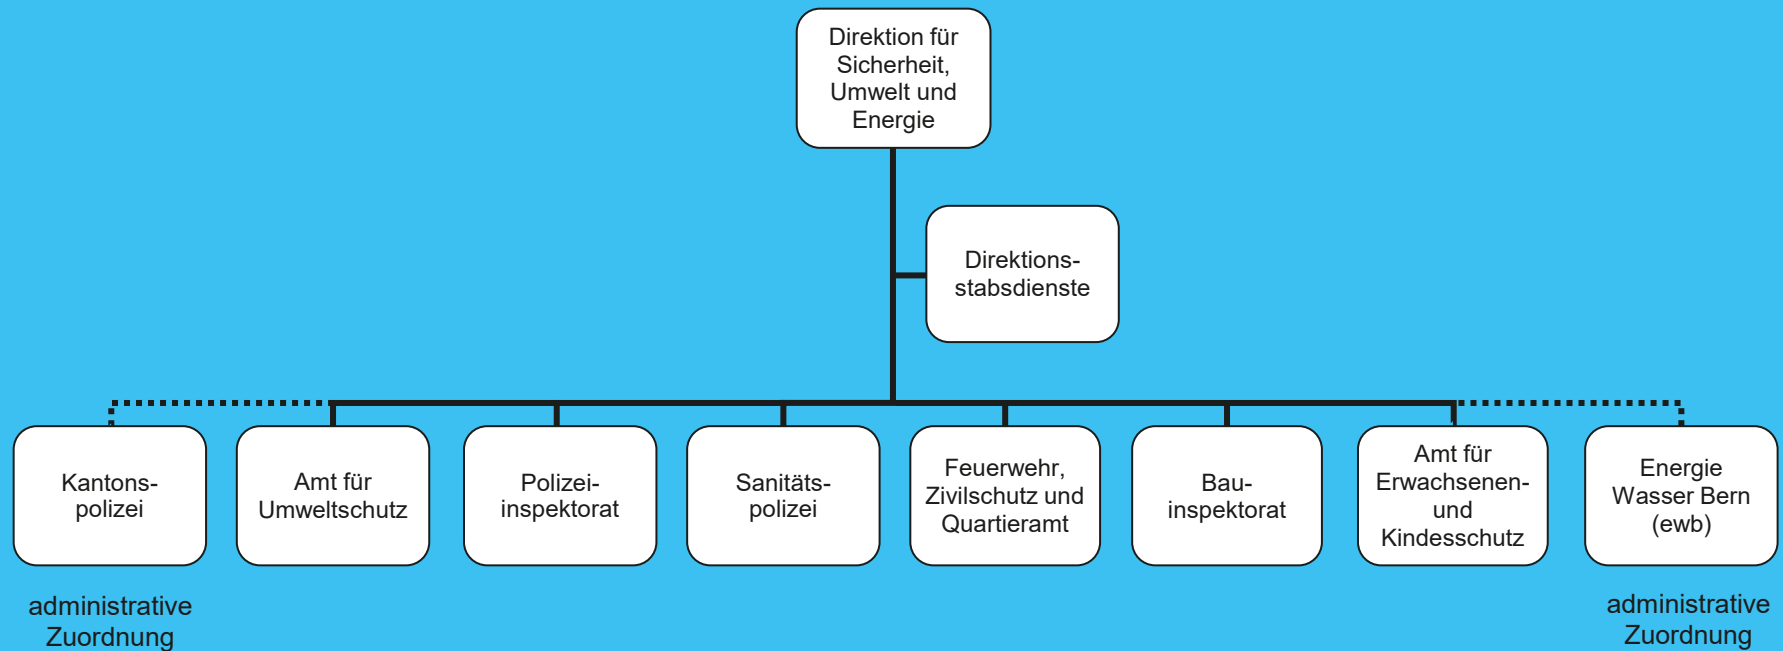 Direktion für
Sicherheit,
Umwelt und
Energie
Direktions-
stabsdienste
Kantons-
polizei
Amt für
Umweltschutz
Polizei-
inspektorat
Sanitäts-
polizei
Feuerwehr,
Zivilschutz und
Quartieramt
Bau-
inspektorat
Amt für
Erwachsenen-
und
Kindesschutz
Energie
Wasser Bern
(ewb)
administrative
Zuordnung
administrative
Zuordnung